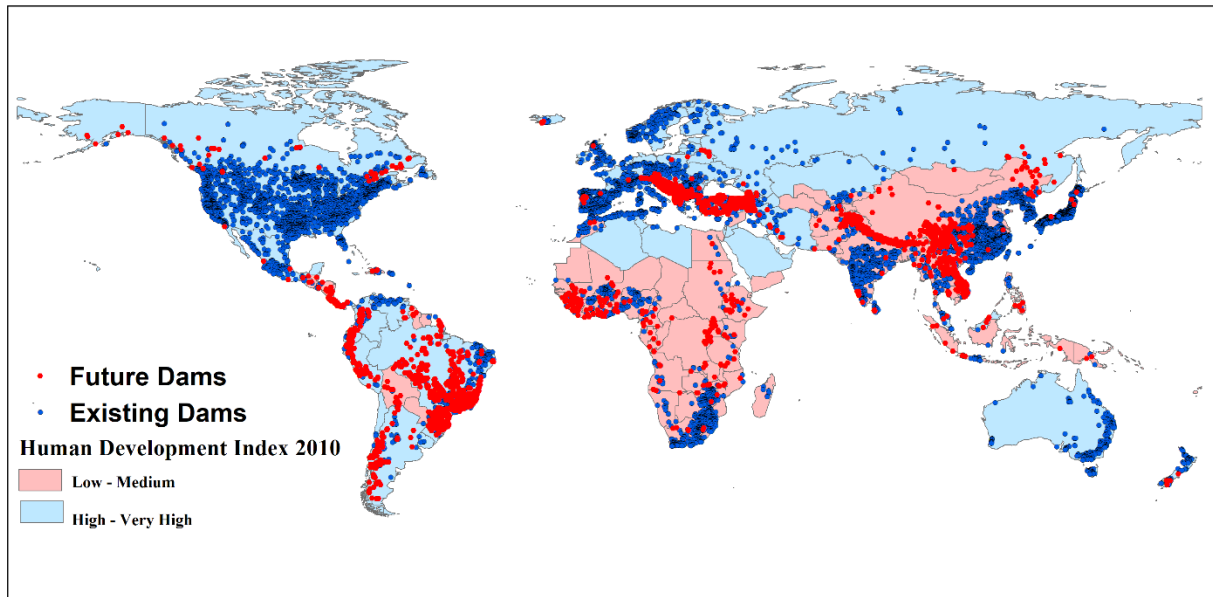 Future Dams
Existing Dams
Human Development Index 2010
Low - Medium
High - Very High